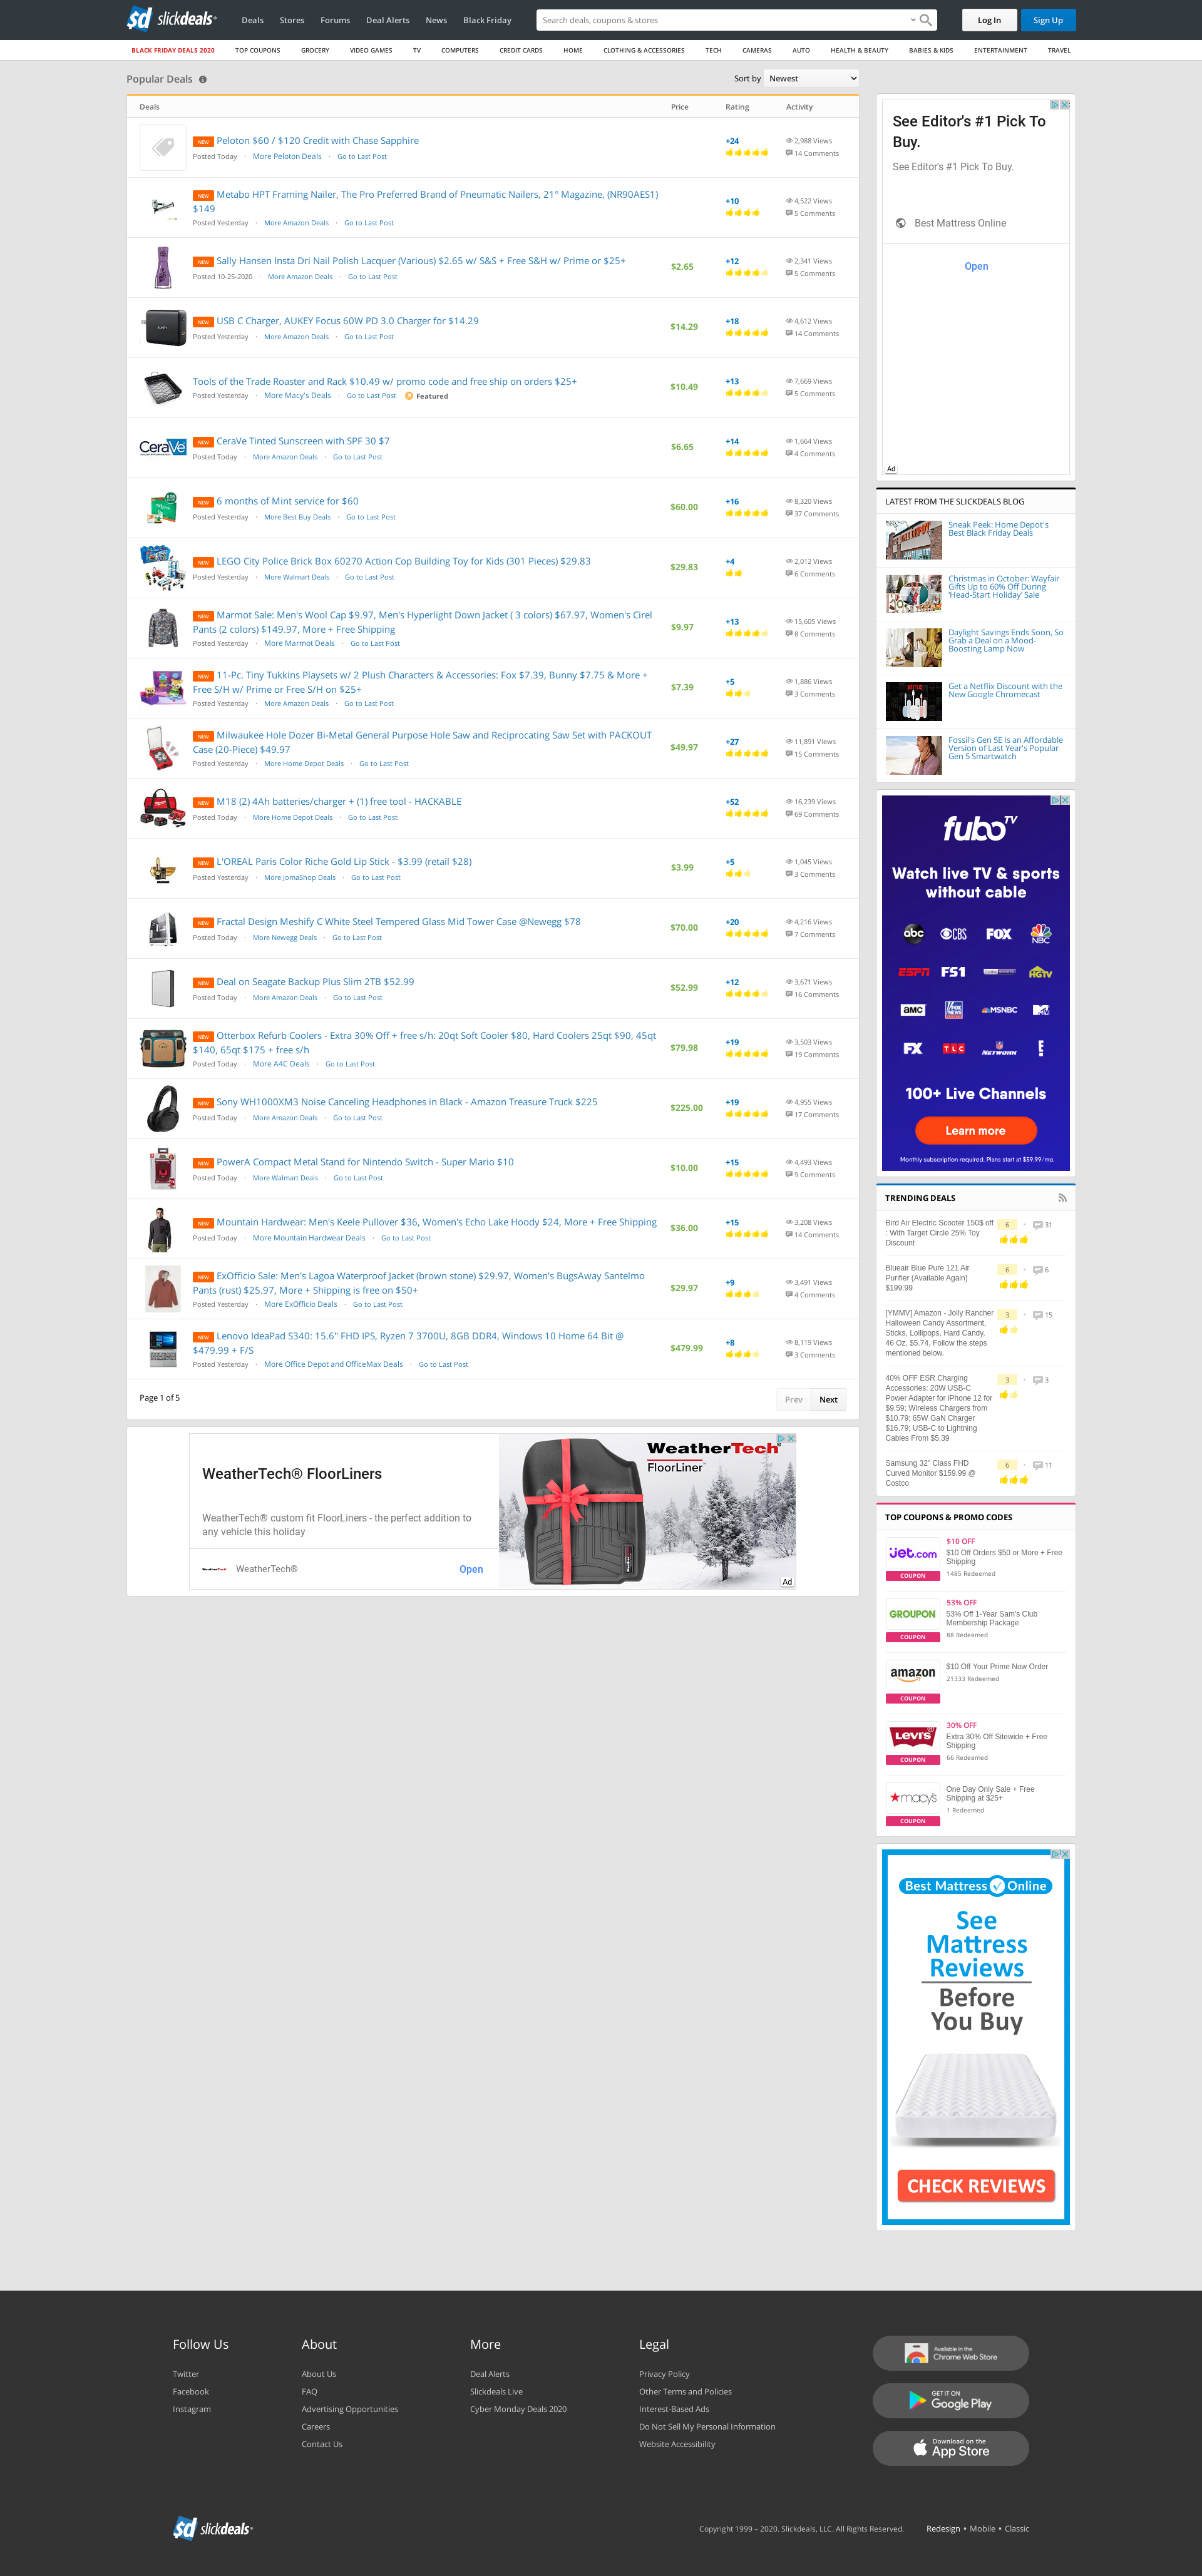 sd slickdeals
Deals Stores Forums Deal Alerts News Black Friday
Search deals, coupons & stores
Log In Sign Up
BLACK FRIDAY DEALS 2020 TOP COUPONS GROCERY VIDEO GAMES TV COMPUTERS CREDIT CARDS HOME CLOTHING & ACCESSORIES TECH CAMERAS AUTO HEALTH & BEAUTY BABIES & KIDS ENTERTAINMENT TRAVEL
Popular Deals
Sort by Newest
Deals Price Rating Activity
NEW Peloton $60 / $120 Credit with Chase Sapphire
Posted Today · More Peloton Deals · Go to Last Post
+24 2,988 Views
14 Comments
NEW Metabo HPT Framing Nailer, The Pro Preferred Brand of Pneumatic Nailers, 21° Magazine, (NR90AES1)
$149
Posted Yesterday · More Amazon Deals · Go to Last Post
+10 4,522 Views
5 Comments
NEW Sally Hansen Insta Dri Nail Polish Lacquer (Various) $2.65 w/ S&S + Free S&H w/ Prime or $25+
Posted 10-25-2020 · More Amazon Deals · Go to Last Post
$2.65 +12 2,341 Views
5 Comments
NEW USB C Charger, AUKEY Focus 60W PD 3.0 Charger for $14.29
Posted Yesterday · More Amazon Deals · Go to Last Post
$14.29 +18 4,612 Views
14 Comments
Tools of the Trade Roaster and Rack $10.49 w/ promo code and free ship on orders $25+
Posted Yesterday · More Macy's Deals · Go to Last Post Featured
$10.49 +13 7,669 Views
5 Comments
CeraVe
NEW CeraVe Tinted Sunscreen with SPF 30 $7
Posted Today · More Amazon Deals · Go to Last Post
$6.65 +14 1,664 Views
4 Comments
NEW 6 months of Mint service for $60
Posted Yesterday · More Best Buy Deals · Go to Last Post
$60.00 +16 8,320 Views
37 Comments
NEW LEGO City Police Brick Box 60270 Action Cop Building Toy for Kids (301 Pieces) $29.83
Posted Yesterday · More Walmart Deals · Go to Last Post
$29.83 +4 2,012 Views
6 Comments
NEW Marmot Sale: Men's Wool Cap $9.97, Men's Hyperlight Down Jacket ( 3 colors) $67.97, Women's Cirel
Pants (2 colors) $149.97, More + Free Shipping
Posted Yesterday · More Marmot Deals · Go to Last Post
$9.97 +13 15,605 Views
8 Comments
NEW 11-Pc. Tiny Tukkins Playsets w/ 2 Plush Characters & Accessories: Fox $7.39, Bunny $7.75 & More +
Free S/H w/ Prime or Free S/H on $25+
Posted Yesterday · More Amazon Deals · Go to Last Post
$7.39 +5 1,886 Views
3 Comments
NEW Milwaukee Hole Dozer Bi-Metal General Purpose Hole Saw and Reciprocating Saw Set with PACKOUT
Case (20-Piece) $49.97
Posted Yesterday · More Home Depot Deals · Go to Last Post
$49.97 +27 11,891 Views
15 Comments
NEW M18 (2) 4Ah batteries/charger + (1) free tool - HACKABLE
Posted Today · More Home Depot Deals · Go to Last Post
+52 16,239 Views
69 Comments
NEW L'OREAL Paris Color Riche Gold Lip Stick - $3.99 (retail $28)
Posted Yesterday · More JomaShop Deals · Go to Last Post
$3.99 +5 1,045 Views
3 Comments
NEW Fractal Design Meshify C White Steel Tempered Glass Mid Tower Case @Newegg $78
Posted Today · More Newegg Deals · Go to Last Post
$70.00 +20 4,216 Views
7 Comments
NEW Deal on Seagate Backup Plus Slim 2TB $52.99
Posted Today · More Amazon Deals · Go to Last Post
$52.99 +12 3,671 Views
16 Comments
NEW Otterbox Refurb Coolers - Extra 30% Off + free s/h: 20qt Soft Cooler $80, Hard Coolers 25qt $90, 45qt
$140, 65qt $175 + free s/h
Posted Today · More A4C Deals · Go to Last Post
$79.98 +19 3,503 Views
19 Comments
NEW Sony WH1000XM3 Noise Canceling Headphones in Black - Amazon Treasure Truck $225
Posted Today · More Amazon Deals · Go to Last Post
$225.00 +19 4,955 Views
17 Comments
NEW PowerA Compact Metal Stand for Nintendo Switch - Super Mario $10
Posted Today · More Walmart Deals · Go to Last Post
$10.00 +15 4,493 Views
9 Comments
NEW Mountain Hardwear: Men's Keele Pullover $36, Women's Echo Lake Hoody $24, More + Free Shipping
Posted Today · More Mountain Hardwear Deals · Go to Last Post
$36.00 +15 3,208 Views
14 Comments
NEW ExOfficio Sale: Men's Lagoa Waterproof Jacket (brown stone) $29.97, Women's BugsAway Santelmo
Pants (rust) $25.97, More + Shipping is free on $50+
Posted Yesterday · More ExOfficio Deals · Go to Last Post
$29.97 +9 3,491 Views
4 Comments
NEW Lenovo IdeaPad S340: 15.6" FHD IPS, Ryzen 7 3700U, 8GB DDR4, Windows 10 Home 64 Bit @
$479.99 + F/S
Posted Yesterday · More Office Depot and OfficeMax Deals · Go to Last Post
$479.99 +8 8,119 Views
3 Comments
Page 1 of 5 Prev Next
WeatherTech® FloorLiners
WeatherTech® custom fit FloorLiners - the perfect addition to
any vehicle this holiday
WeatherTech® Open
WeatherTech®
FloorLiner™
Ad
See Editor's #1 Pick To
Buy.
See Editor's #1 Pick To Buy.
Best Mattress Online
Open
Ad
LATEST FROM THE SLICKDEALS BLOG
Sneak Peek: Home Depot's
Best Black Friday Deals
Christmas in October: Wayfair
Gifts Up to 60% Off During
'Head-Start Holiday' Sale
Daylight Savings Ends Soon, So
Grab a Deal on a Mood-
Boosting Lamp Now
Get a Netflix Discount with the
New Google Chromecast
Fossil's Gen 5E Is an Affordable
Version of Last Year's Popular
Gen 5 Smartwatch
fubo TV
Watch live TV & sports
without cable
abc CBS FOX NBC
ESPN FS1 HGTV
AMC FOX NEWS MSNBC MTV
FX TLC NFL NETWORK E
100+ Live Channels
Learn more
Monthly subscription required. Plans start at $59.99/mo.
TRENDING DEALS
Bird Air Electric Scooter 150$ off
: With Target Circle 25% Toy
Discount
6 • 31
Blueair Blue Pure 121 Air
Purifier (Available Again)
$199.99
6 • 6
[YMMV] Amazon - Jolly Rancher
Halloween Candy Assortment,
Sticks, Lollipops, Hard Candy,
46 Oz, $5.74, Follow the steps
mentioned below.
3 • 15
40% OFF ESR Charging
Accessories: 20W USB-C
Power Adapter for iPhone 12 for
$9.59; Wireless Chargers from
$10.79; 65W GaN Charger
$16.79; USB-C to Lightning
Cables From $5.39
3 • 3
Samsung 32" Class FHD
Curved Monitor $159.99 @
Costco
6 • 11
TOP COUPONS & PROMO CODES
jet.com
COUPON
$10 OFF
$10 Off Orders $50 or More + Free
Shipping
1485 Redeemed
GROUPON
COUPON
53% OFF
53% Off 1-Year Sam's Club
Membership Package
88 Redeemed
amazon
COUPON
$10 Off Your Prime Now Order
21333 Redeemed
LEVI'S
COUPON
30% OFF
Extra 30% Off Sitewide + Free
Shipping
66 Redeemed
macy's
COUPON
One Day Only Sale + Free
Shipping at $25+
1 Redeemed
Best Mattress Online
See
Mattress
Reviews
Before
You Buy
CHECK REVIEWS
Follow Us
Twitter
Facebook
Instagram
About
About Us
FAQ
Advertising Opportunities
Careers
Contact Us
More
Deal Alerts
Slickdeals Live
Cyber Monday Deals 2020
Legal
Privacy Policy
Other Terms and Policies
Interest-Based Ads
Do Not Sell My Personal Information
Website Accessibility
Available in the
Chrome Web Store
GET IT ON
Google Play
Download on the
App Store
sd slickdeals
Copyright 1999 – 2020. Slickdeals, LLC. All Rights Reserved. Redesign • Mobile • Classic